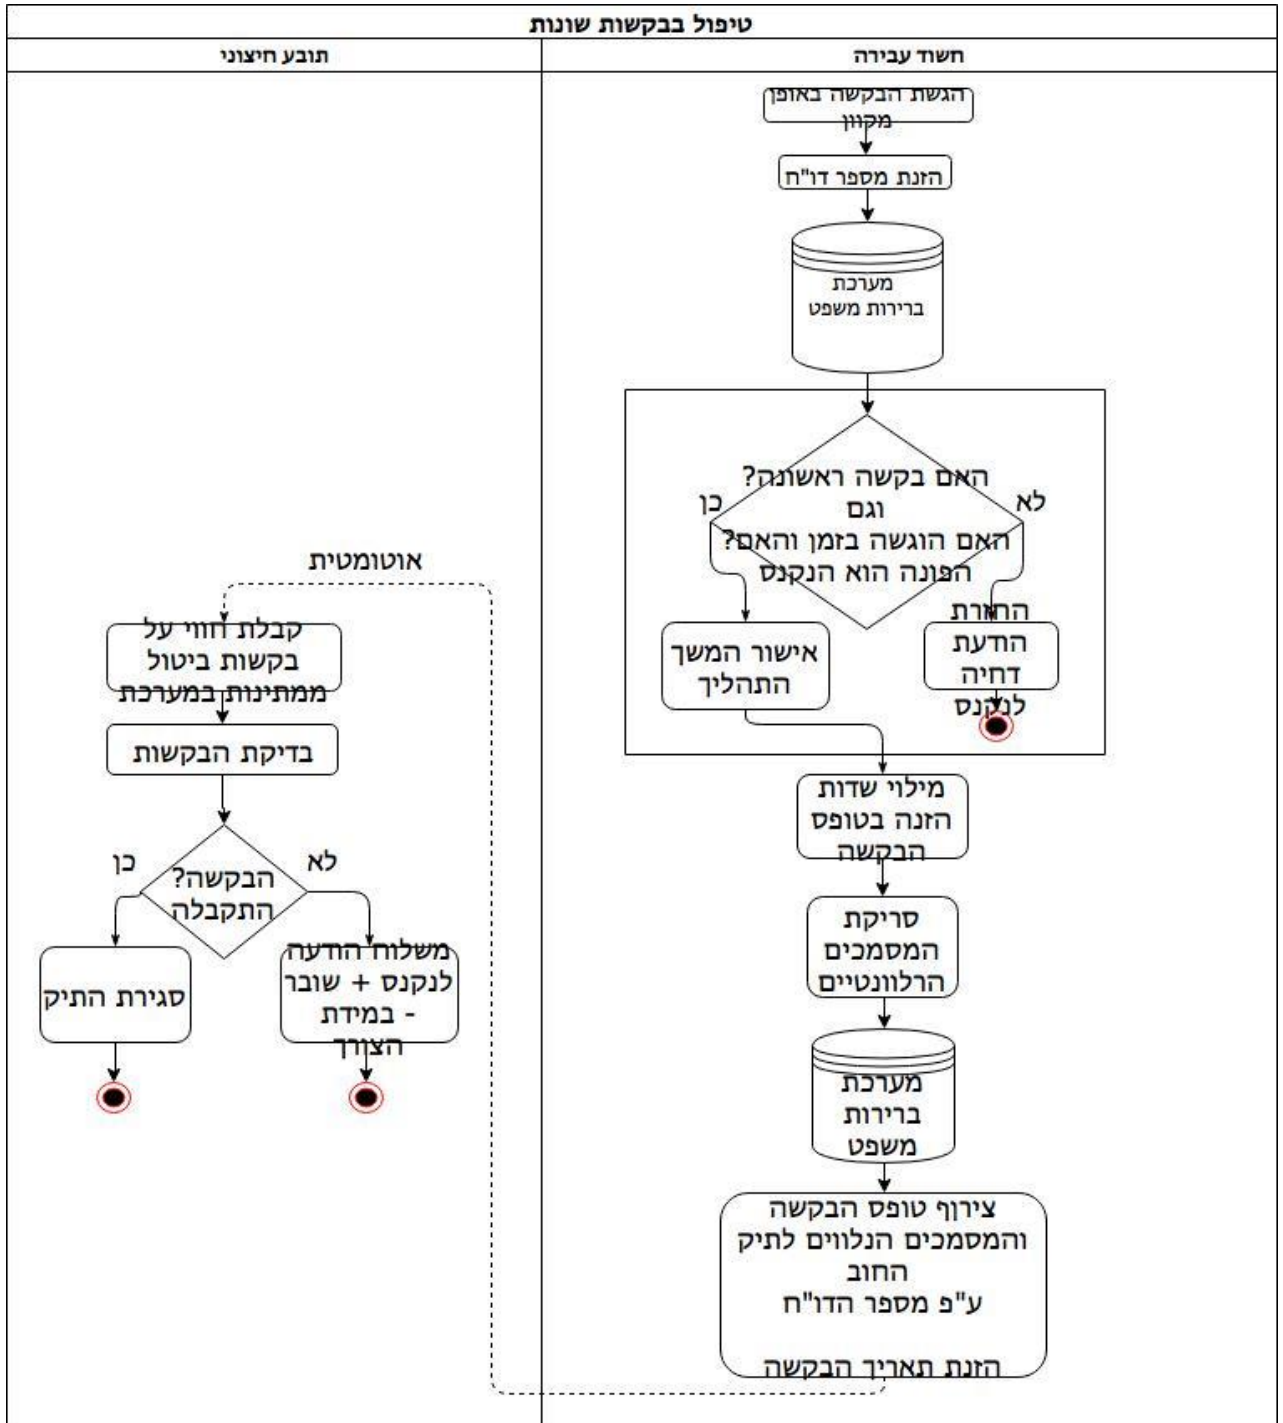 טיפול בבקשות שונות
חשוד עבירה
תובע חיצוני
הגשת הבקשה באופן
מקוון
הזנת מספר דו"ח
מערכת
ברירות משפט
האם בקשה ראשונה?
וגם
האם הוגשה בזמן והאם?
הפונה הוא הנקנס
לא
כן
החזרת
הודעת
דחיה
לנקנס
אישור המשך
התהליך
מילוי שדות
הזנה בטופס
הבקשה
סריקת
המסמכים
הרלוונטיים
מערכת
ברירות
משפט
צירוף טופס הבקשה
והמסמכים הנלווים לתיק
החוב
ע"פ מספר הדו"ח
הזנת תאריך הבקשה
אוטומטית
קבלת חווי על
בקשות ביטול
ממתינות במערכת
בדיקת הבקשות
הבקשה?
התקבלה
לא
כן
משלוח הודעה
לנקנס + שובר
- במידת
הצורך
סגירת התיק